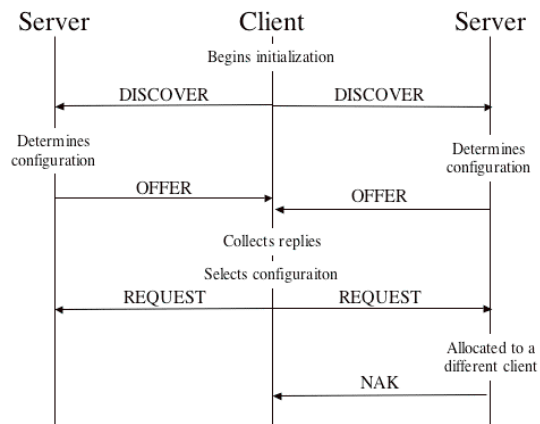 Server Client Server
Begins initialization
DISCOVER DISCOVER
Determines
configuration
Determines
configuration
OFFER
OFFER
Collects replies
Selects configuraiton
REQUEST REQUEST
Allocated to a
different client
NAK